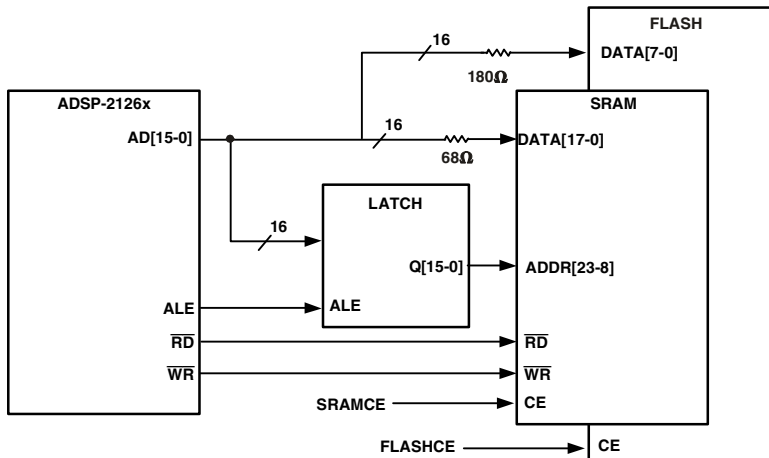 FLASH
16
DATA[7-0]
180Ω
ADSP-2126x
SRAM
AD[15-0]
16
DATA[17-0]
68Ω
LATCH
16
Q[15-0]
ADDR[23-8]
ALE
ALE
RD
RD
WR
WR
SRAMCE
CE
FLASHCE
CE